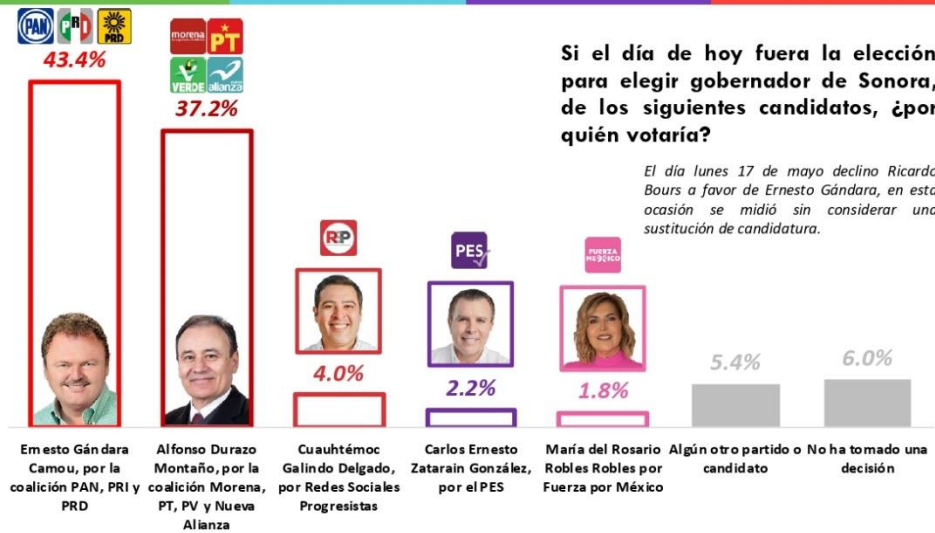 PAN PRI PRD
43.4%
morena PT
VERDE alianza
37.2%
Si el día de hoy fuera la elección
para elegir gobernador de Sonora,
de los siguientes candidatos, ¿por
quién votaría?
El día lunes 17 de mayo declino Ricardo
Bours a favor de Ernesto Gándara, en esta
ocasión se midió sin considerar una
sustitución de candidatura.
RSP
4.0%
PES
2.2%
FUERZA
MÉXICO
1.8%
5.4%
6.0%
Ernesto Gándara
Camou, por la
coalición PAN, PRI y
PRD
Alfonso Durazo
Montaño, por la
coalición Morena,
PT, PV y Nueva
Alianza
Cuauhtémoc
Galindo Delgado,
por Redes Sociales
Progresistas
Carlos Ernesto
Zatarain González,
por el PES
María del Rosario
Robles Robles por
Fuerza por México
Algún otro partido o
candidato
No ha tomado una
decisión